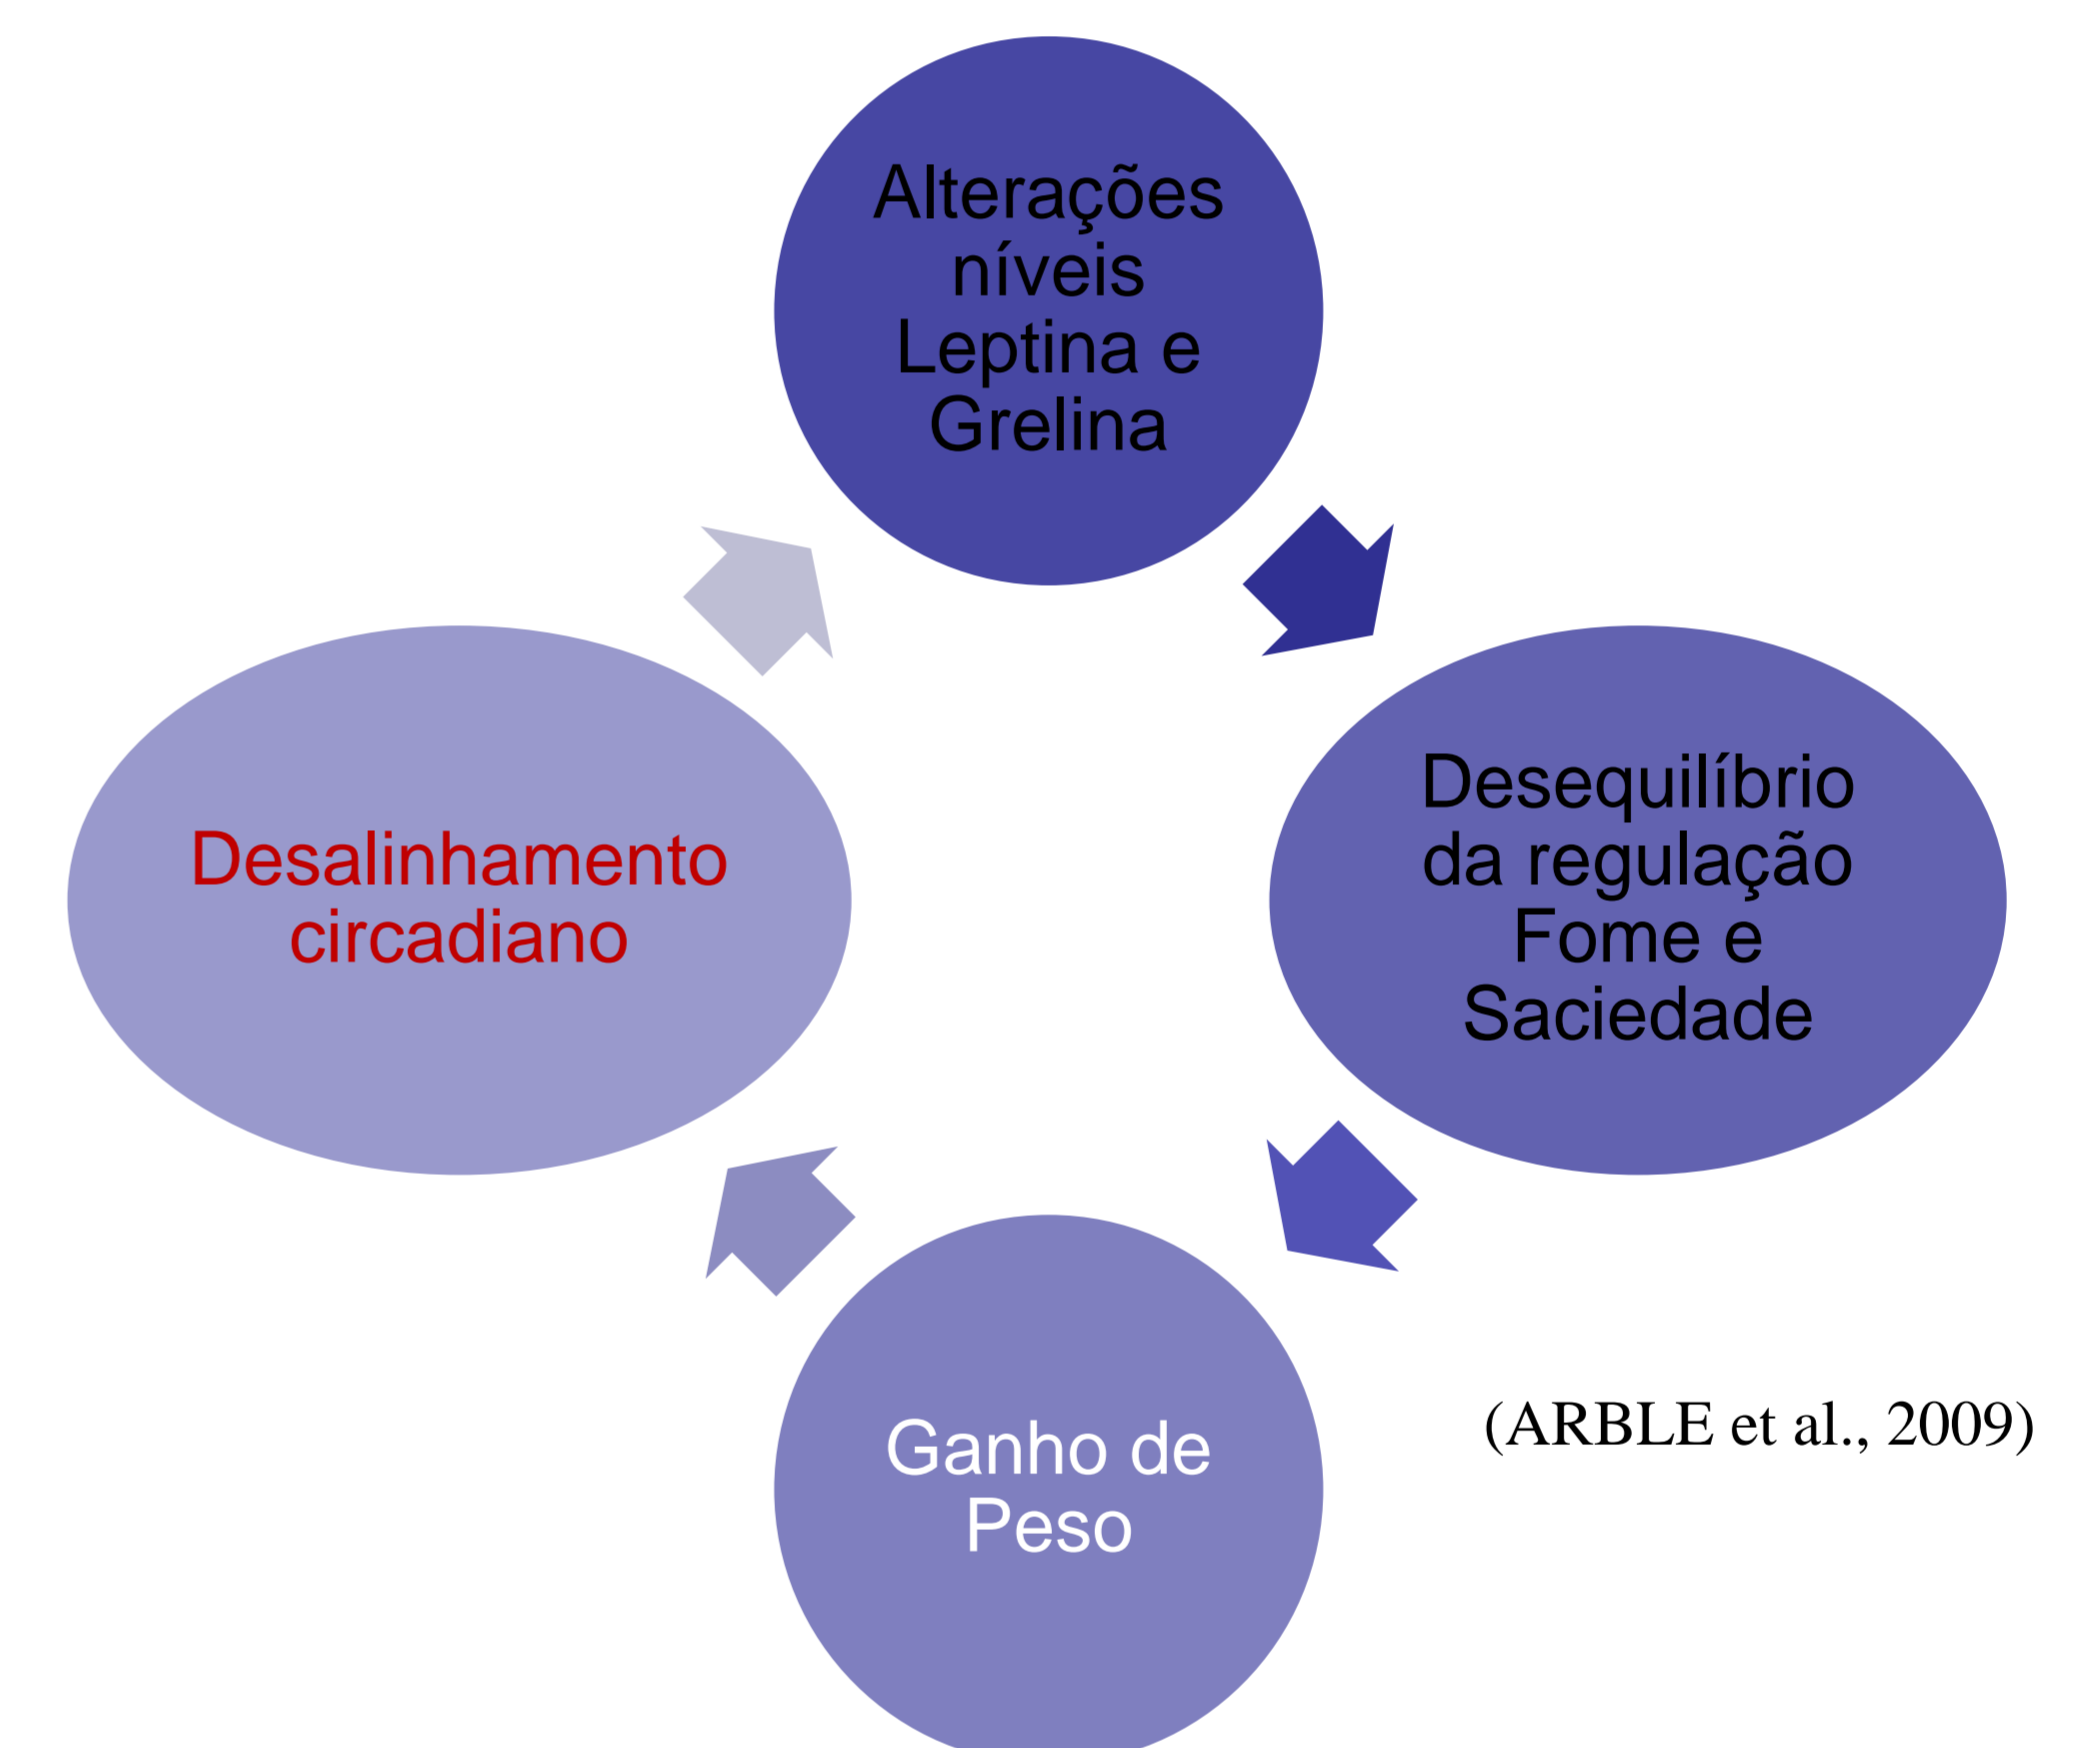 Alterações
níveis
Leptina e
Grelina
Desequilíbrio
da regulação
Fome e
Saciedade
Desalinhamento
circadiano
Ganho de
Peso
(ARBLE et al., 2009)